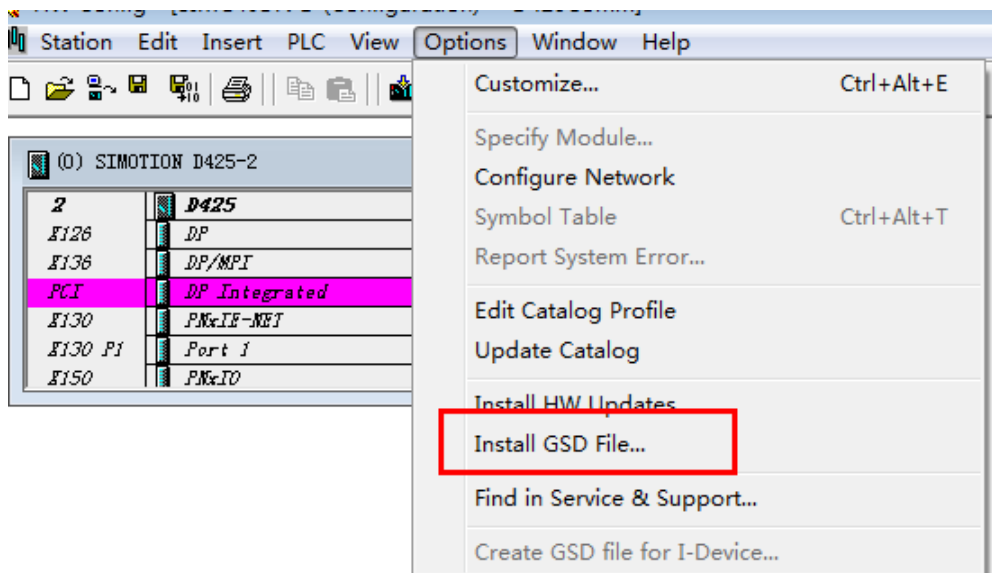 Station Edit Insert PLC View Options Window Help
Customize... Ctrl+Alt+E
Specify Module...
Configure Network
Symbol Table Ctrl+Alt+T
Report System Error...
Edit Catalog Profile
Update Catalog
Install HW Updates
Install GSD File...
Find in Service & Support...
Create GSD file for I-Device...
(0) SIMOTION D425-2
2 D425
X126 DP
X136 DP/MPI
PCI DP Integrated
X130 PNxIE-NET
X130 P1 Port 1
X150 PNxIO